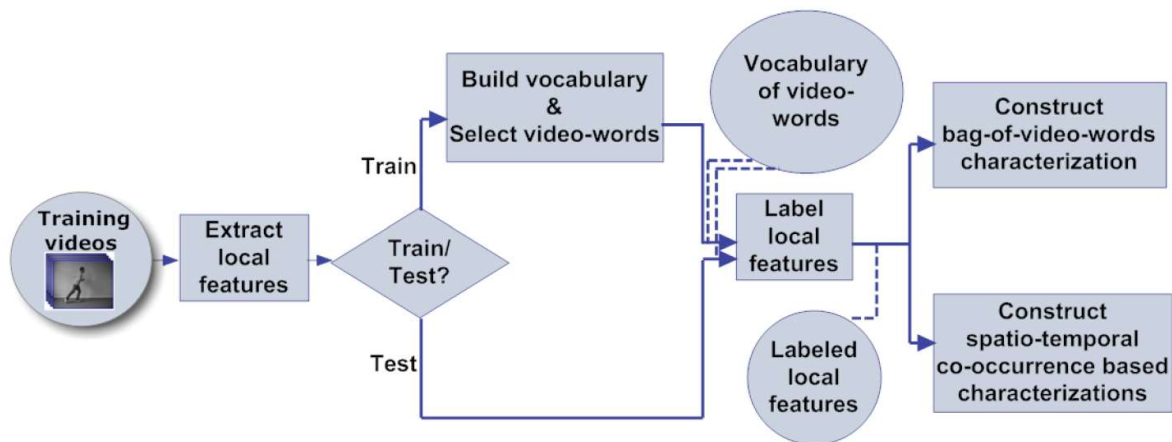 Training
videos
Extract
local
features
Train/
Test?
Train
Test
Build vocabulary
&
Select video-words
Vocabulary
of video-
words
Label
local
features
Labeled
local
features
Construct
bag-of-video-words
characterization
Construct
spatio-temporal
co-occurrence based
characterizations